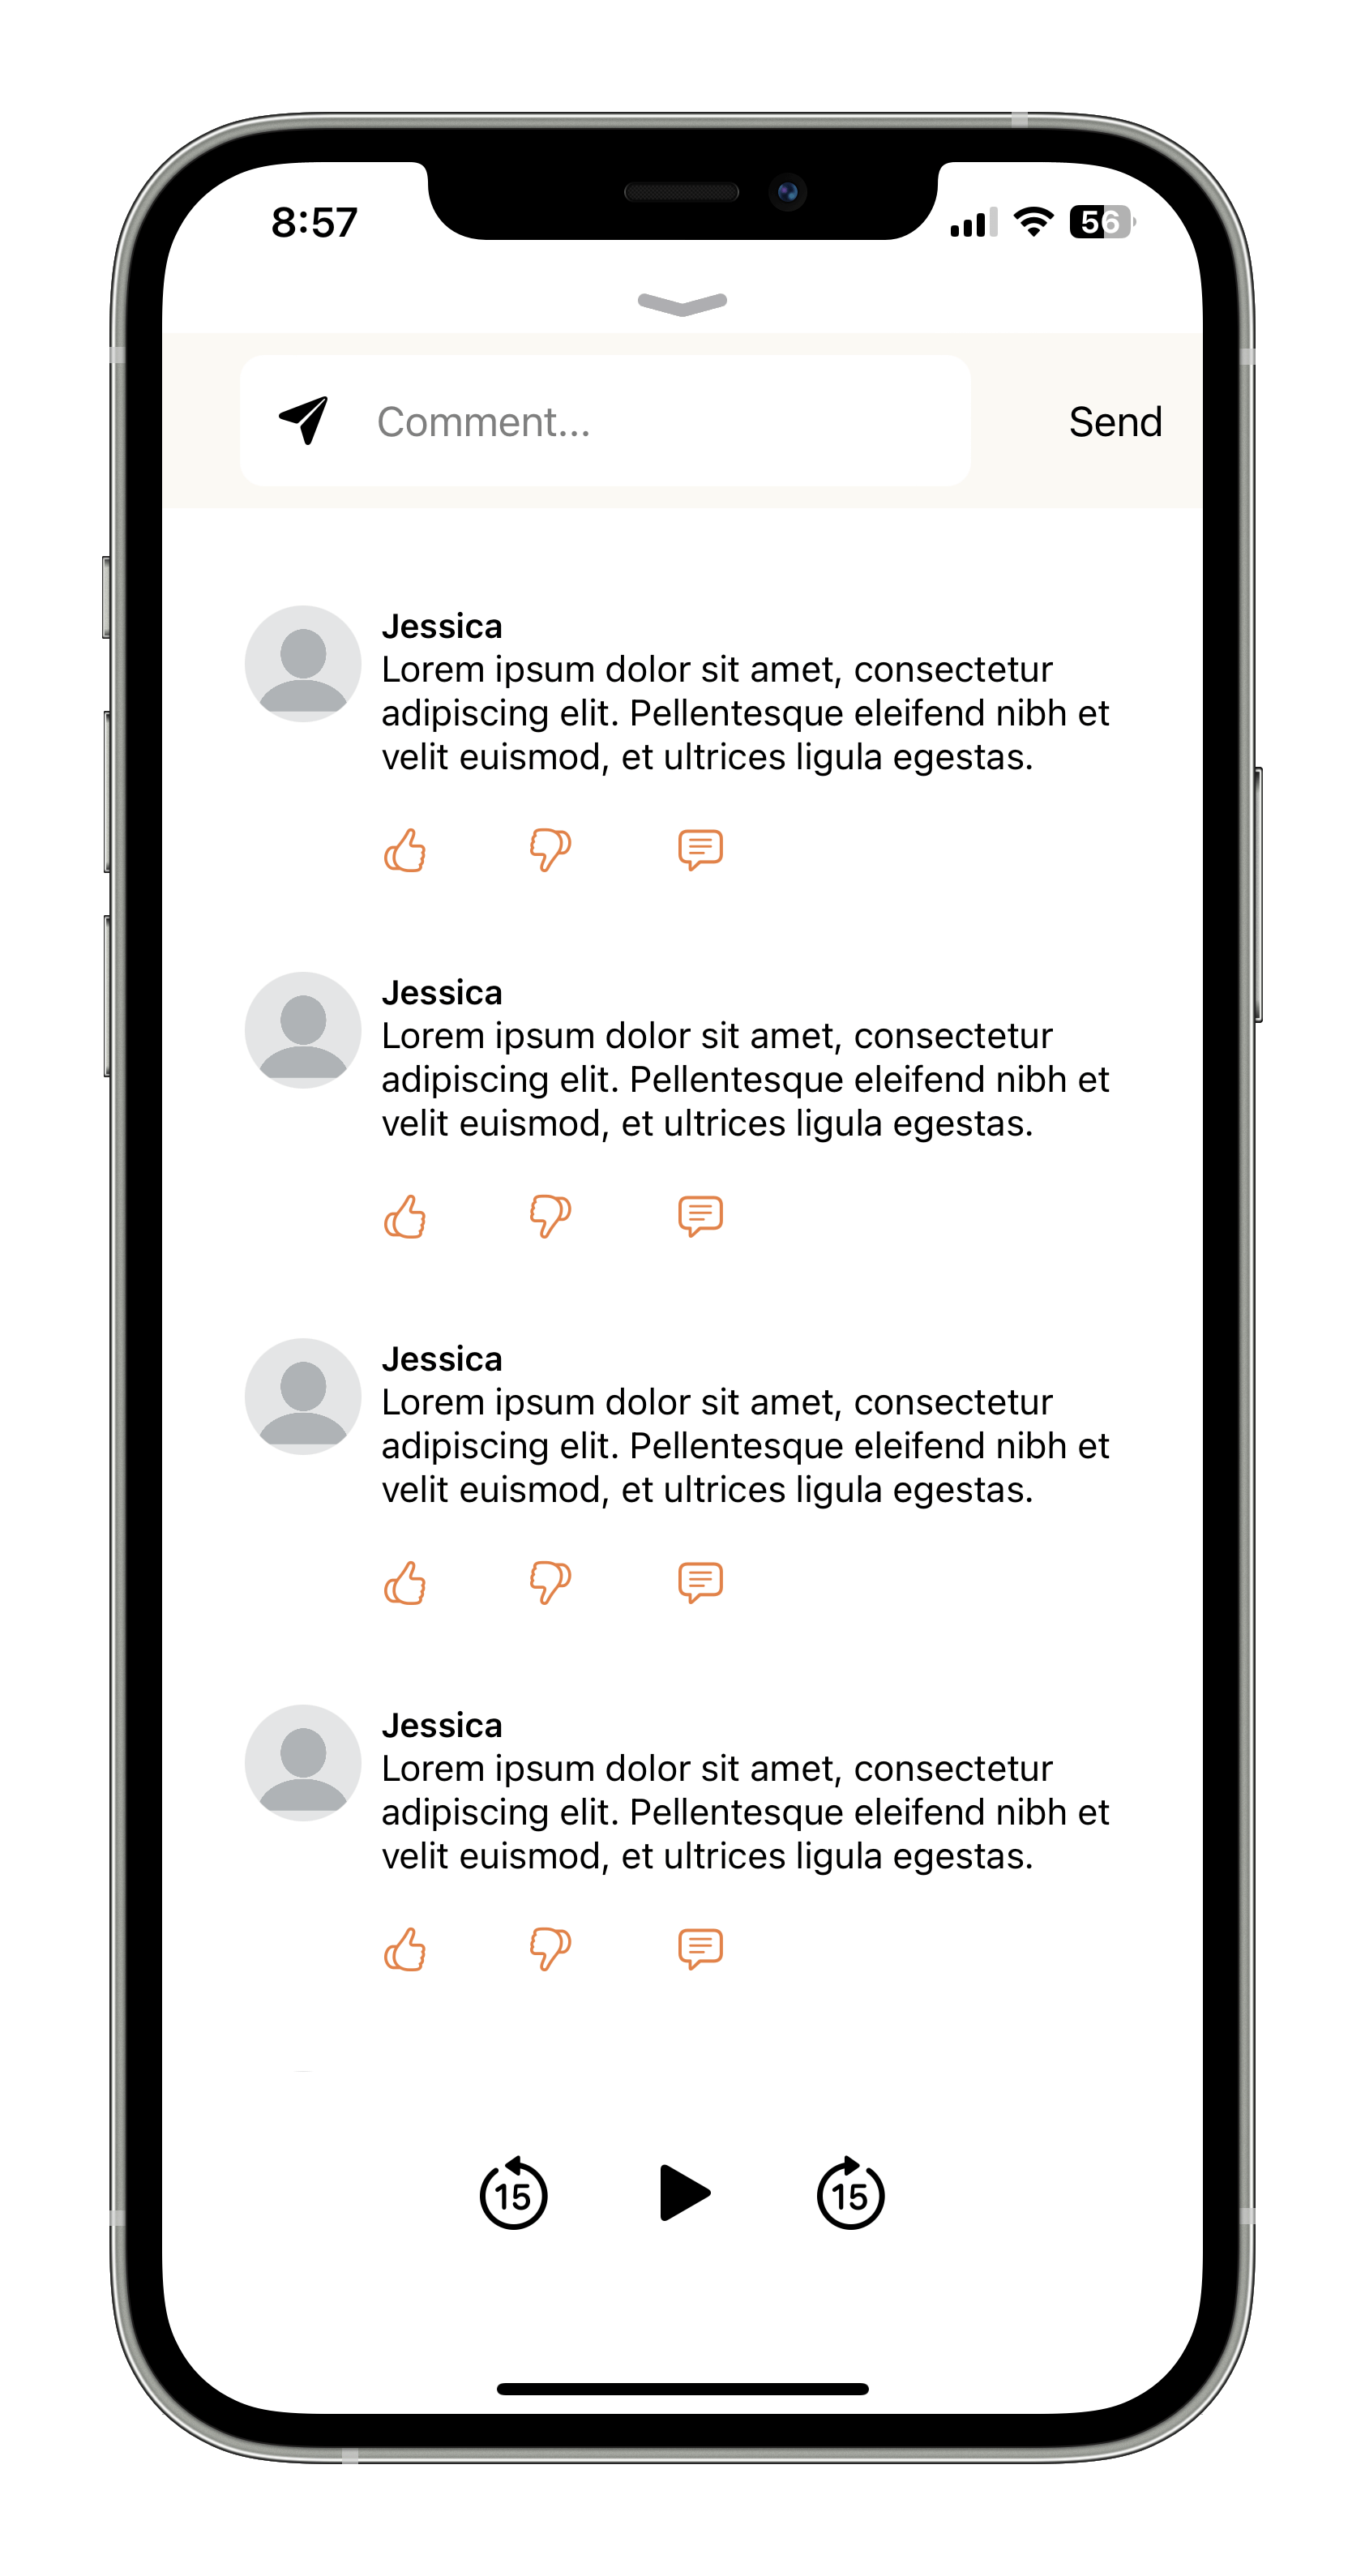 8:57
56
Comment...
Send
Jessica
Lorem ipsum dolor sit amet, consectetur
adipiscing elit. Pellentesque eleifend nibh et
velit euismod, et ultrices ligula egestas.
Jessica
Lorem ipsum dolor sit amet, consectetur
adipiscing elit. Pellentesque eleifend nibh et
velit euismod, et ultrices ligula egestas.
Jessica
Lorem ipsum dolor sit amet, consectetur
adipiscing elit. Pellentesque eleifend nibh et
velit euismod, et ultrices ligula egestas.
Jessica
Lorem ipsum dolor sit amet, consectetur
adipiscing elit. Pellentesque eleifend nibh et
velit euismod, et ultrices ligula egestas.
15
15